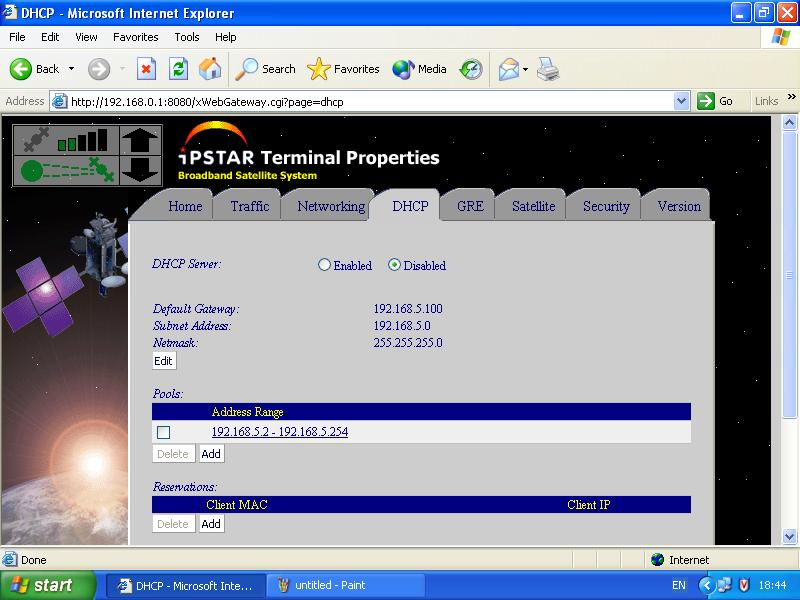 DHCP - Microsoft Internet Explorer
File Edit View Favorites Tools Help
Back Search Favorites Media
Address http://192.168.0.1:8080/xWebGateway.cgi?page=dhcp Go Links »
iPSTAR Terminal Properties
Broadband Satellite System
Home Traffic Networking DHCP GRE Satellite Security Version
DHCP Server: Enabled Disabled
Default Gateway: 192.168.5.100
Subnet Address: 192.168.5.0
Netmask: 255.255.255.0
Edit
Pools:
Address Range
192.168.5.2 - 192.168.5.254
Delete Add
Reservations:
Client MAC Client IP
Delete Add
Done Internet
start DHCP - Microsoft Inte... untitled - Paint EN 18:44